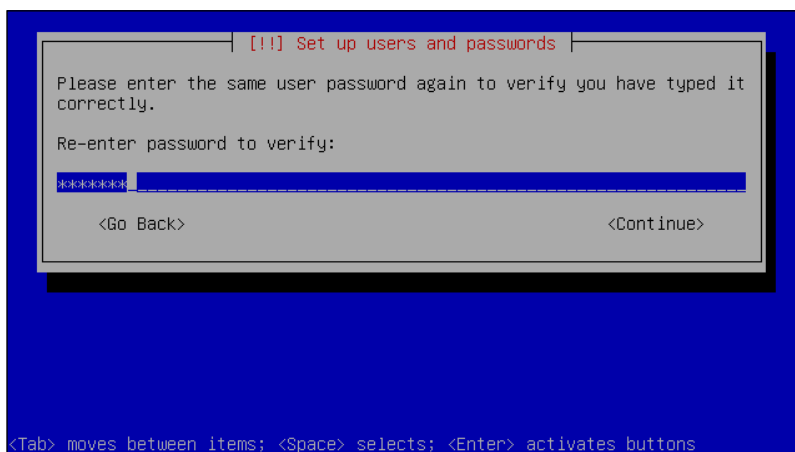 [!!] Set up users and passwords
Please enter the same user password again to verify you have typed it
correctly.
Re-enter password to verify:
*******
<Go Back> <Continue>
<Tab> moves between items; <Space> selects; <Enter> activates buttons